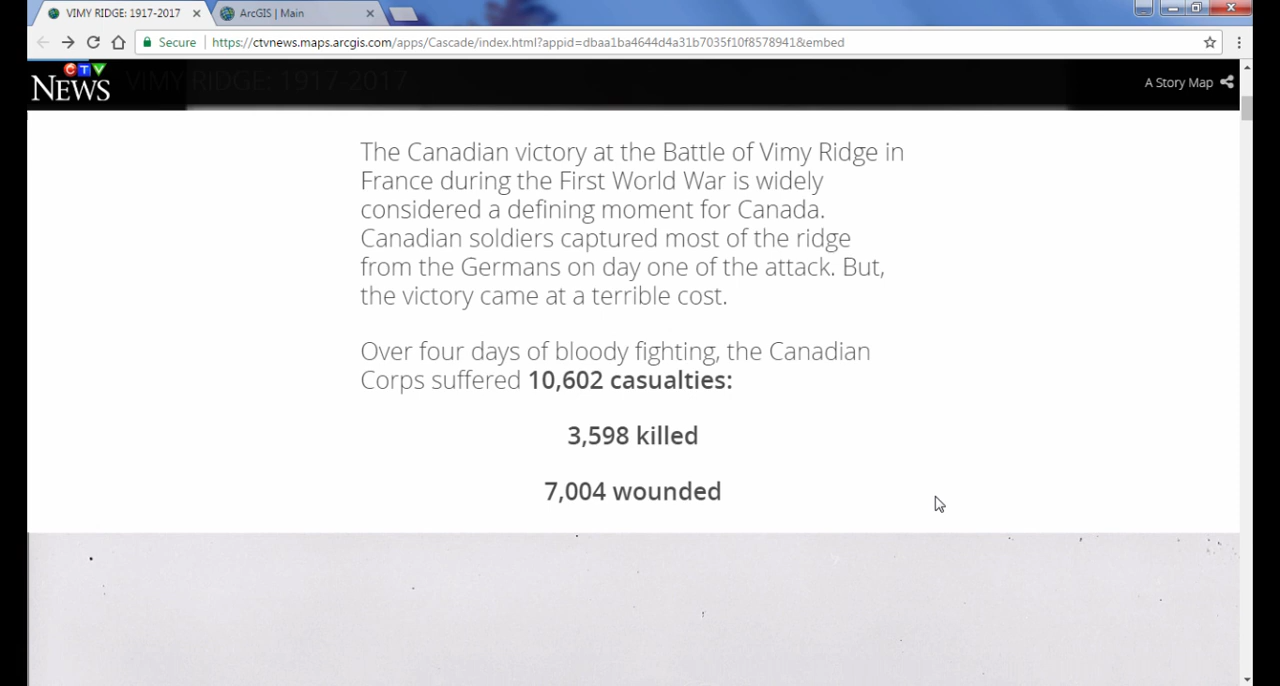 VIMY RIDGE: 1917-2017
ArcGIS | Main
Secure
https://ctvnews.maps.arcgis.com/apps/Cascade/index.html?appid=dbaa1ba4644d4a31b7035f10f8578941&embed
CTV
NEWS
VIMY RIDGE: 1917-2017
A Story Map
The Canadian victory at the Battle of Vimy Ridge in
France during the First World War is widely
considered a defining moment for Canada.
Canadian soldiers captured most of the ridge
from the Germans on day one of the attack. But,
the victory came at a terrible cost.
Over four days of bloody fighting, the Canadian
Corps suffered 10,602 casualties:
3,598 killed
7,004 wounded